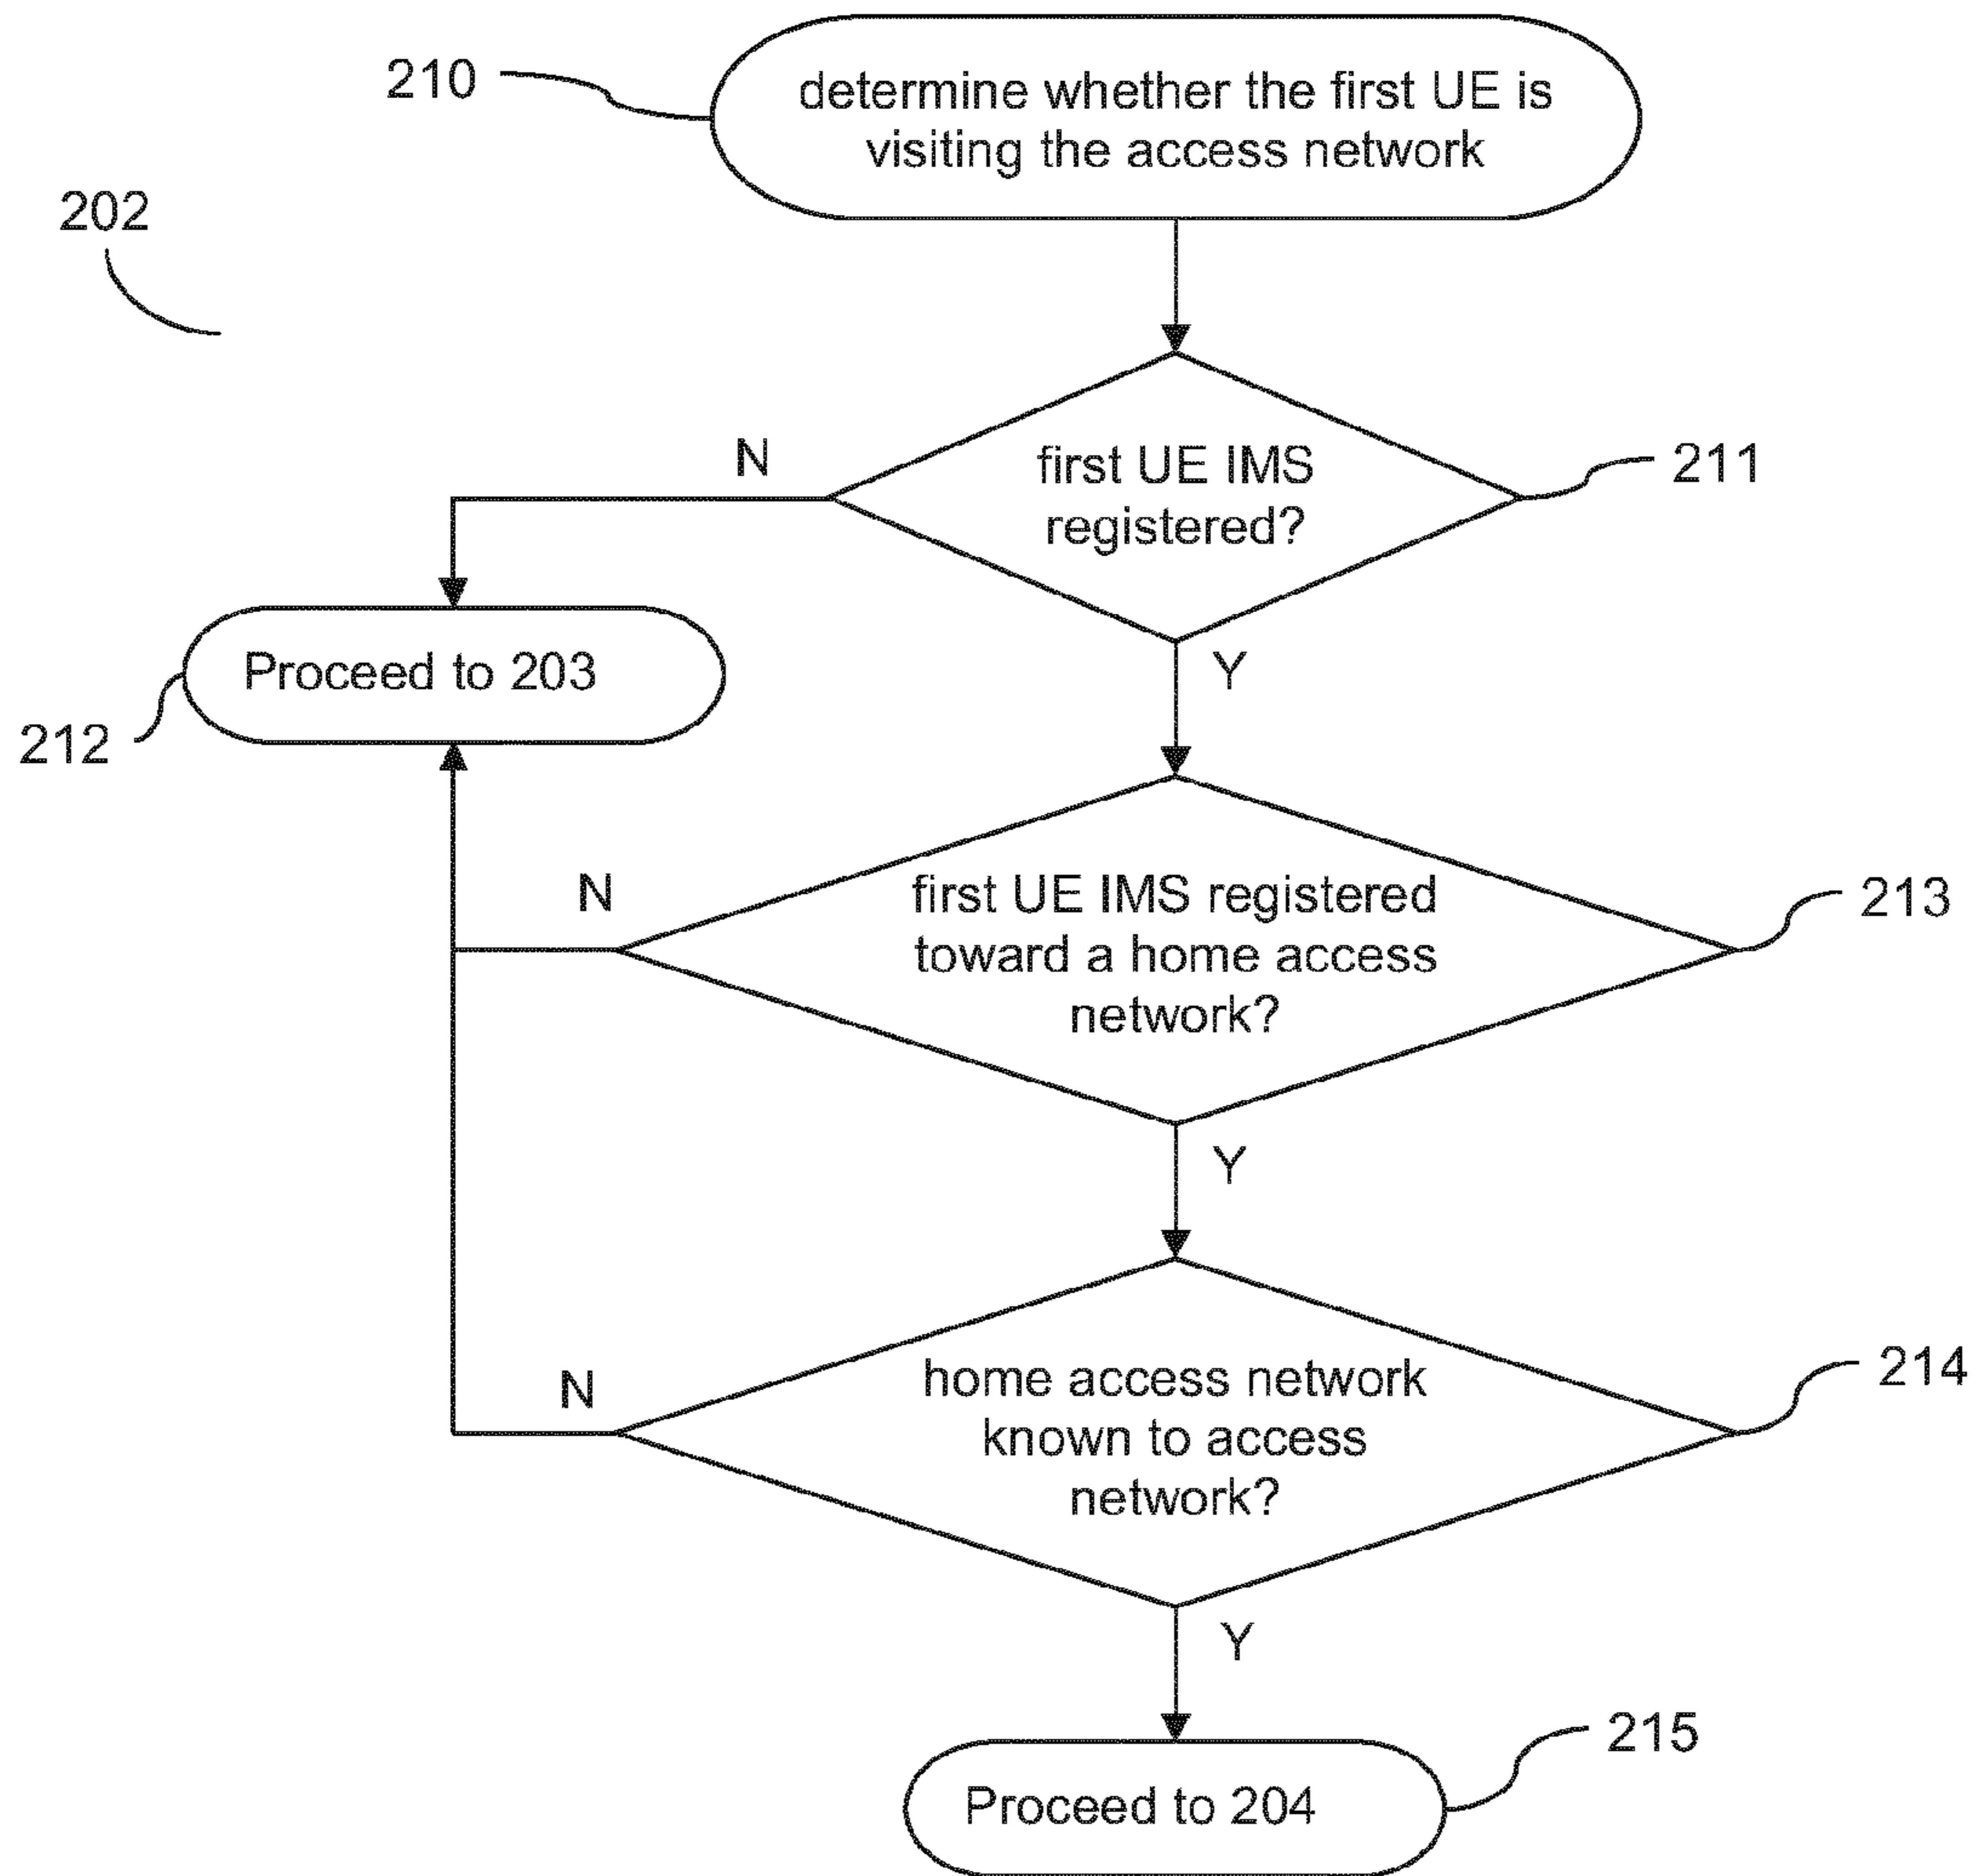 210
determine whether the first UE is
visiting the access network
202
N
first UE IMS
registered?
211
Proceed to 203
212
Y
N
first UE IMS registered
toward a home access
network?
213
Y
N
home access network
known to access
network?
214
Y
Proceed to 204
215